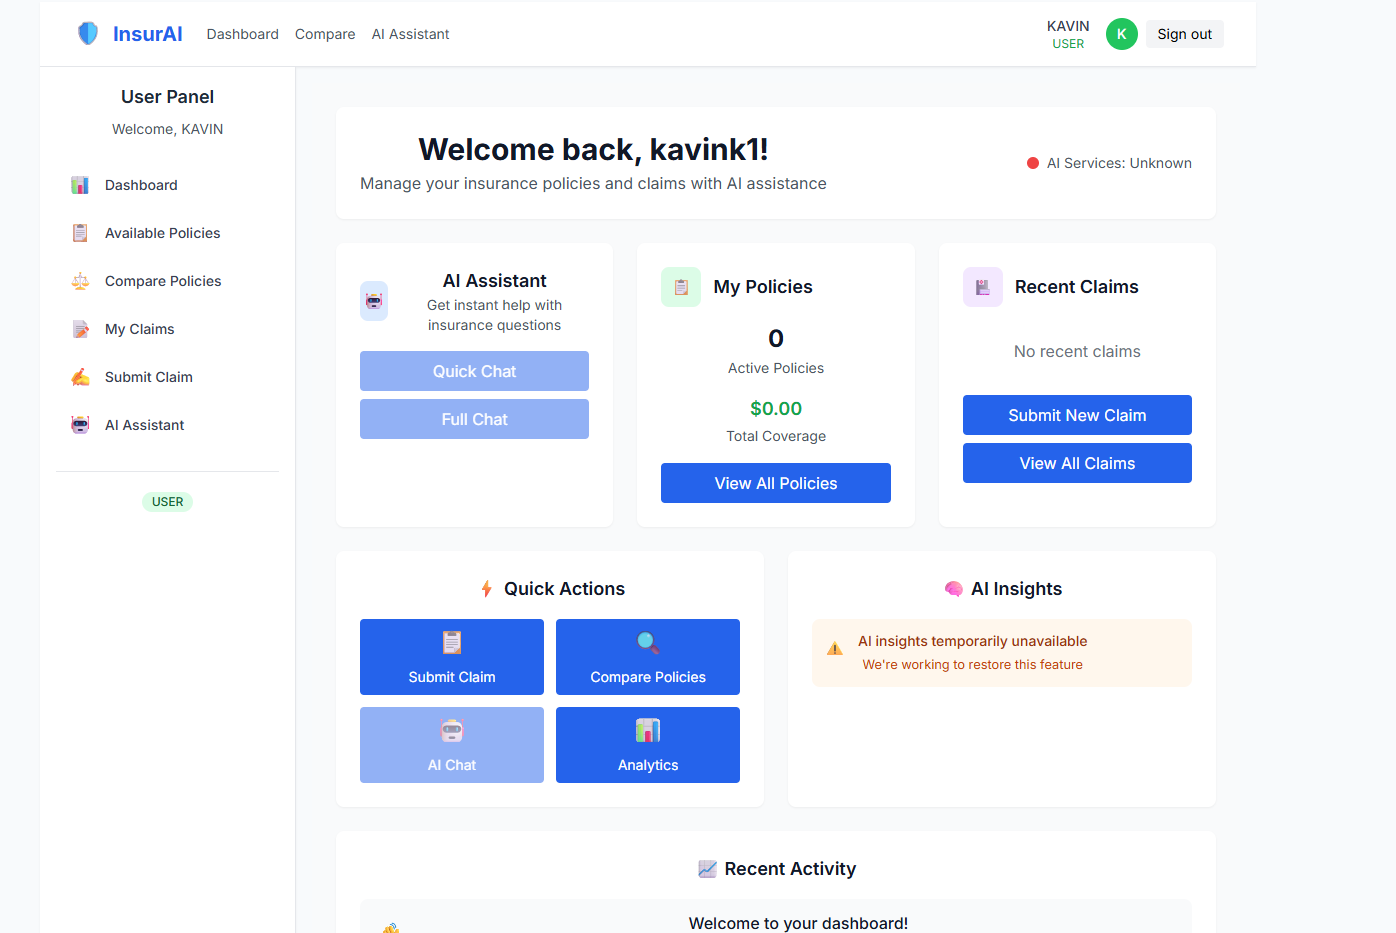 InsurAI
Dashboard
Compare
AI Assistant
KAVIN
USER
K
Sign out
User Panel
Welcome, KAVIN
Dashboard
Available Policies
Compare Policies
My Claims
Submit Claim
AI Assistant
USER
Welcome back, kavink1!
Manage your insurance policies and claims with AI assistance
AI Services: Unknown
AI Assistant
Get instant help with
insurance questions
Quick Chat
Full Chat
My Policies
0
Active Policies
$0.00
Total Coverage
View All Policies
Recent Claims
No recent claims
Submit New Claim
View All Claims
Quick Actions
Submit Claim
Compare Policies
AI Chat
Analytics
AI Insights
AI insights temporarily unavailable
We're working to restore this feature
Recent Activity
Welcome to your dashboard!